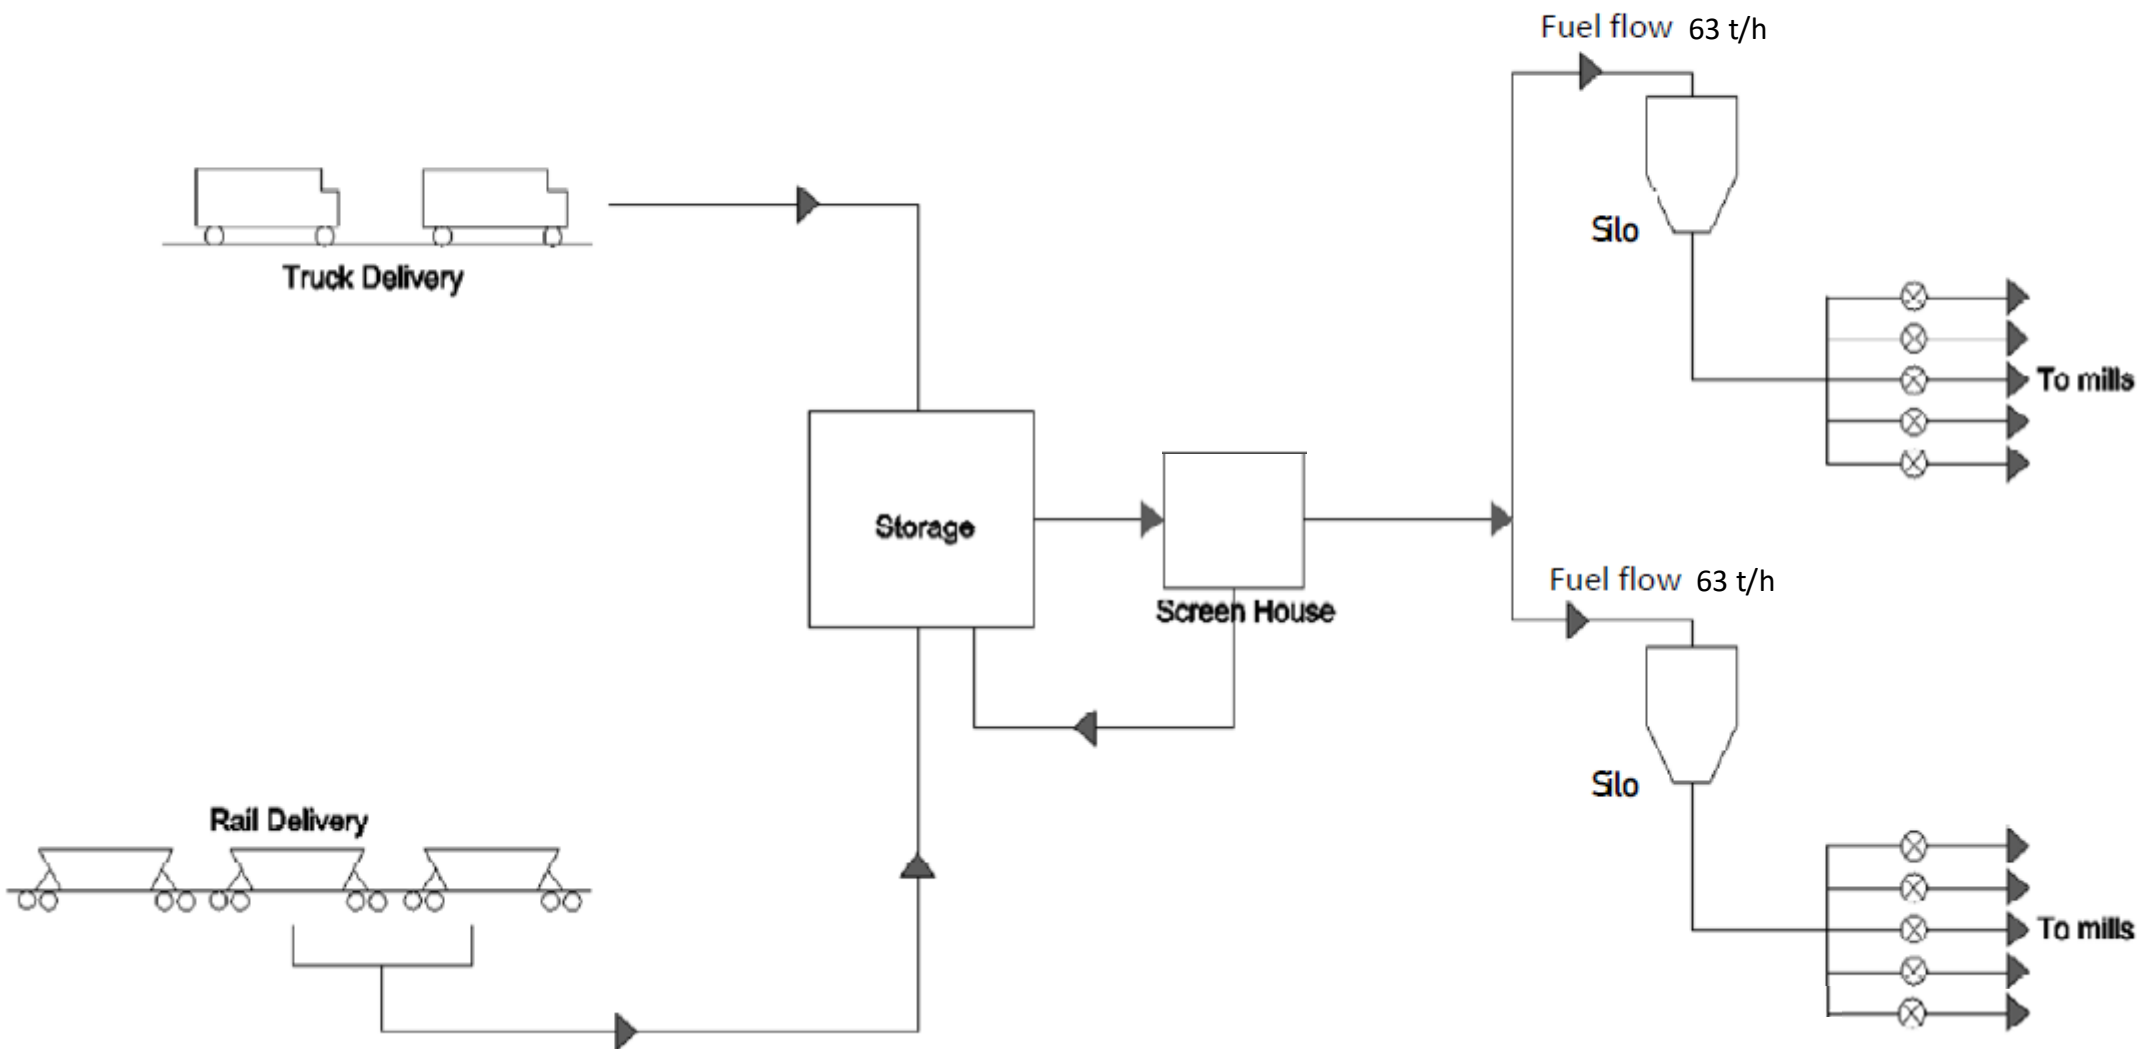 Fuel flow 63 t/h
Silo
Truck Delivery
To mills
Storage
Screen House
Fuel flow 63 t/h
Silo
Rail Delivery
To mills